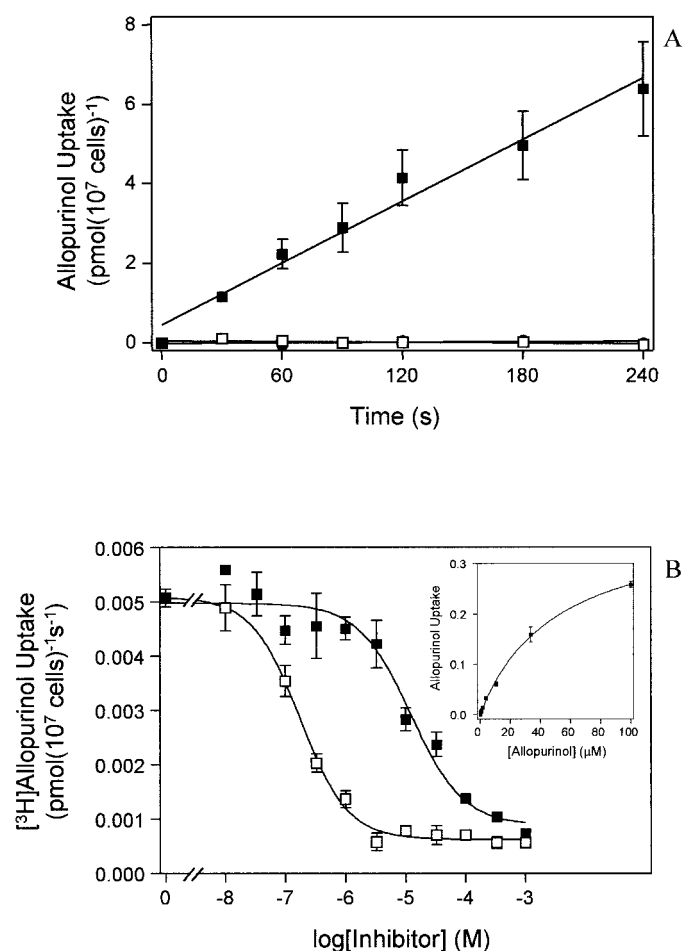 A
8
6
4
2
0
Allopurinol Uptake
(pmol(10⁷ cells)⁻¹
0 60 120 180 240
Time (s)
B
0.006
0.005
0.004
0.003
0.002
0.001
0.000
[³H]Allopurinol Uptake
(pmol(10⁷ cells)⁻¹s⁻¹
0 -8 -7 -6 -5 -4 -3
log[Inhibitor] (M)
0.3
0.2
0.1
0.0
Allopurinol Uptake
0 20 40 60 80 100
[Allopurinol] (µM)